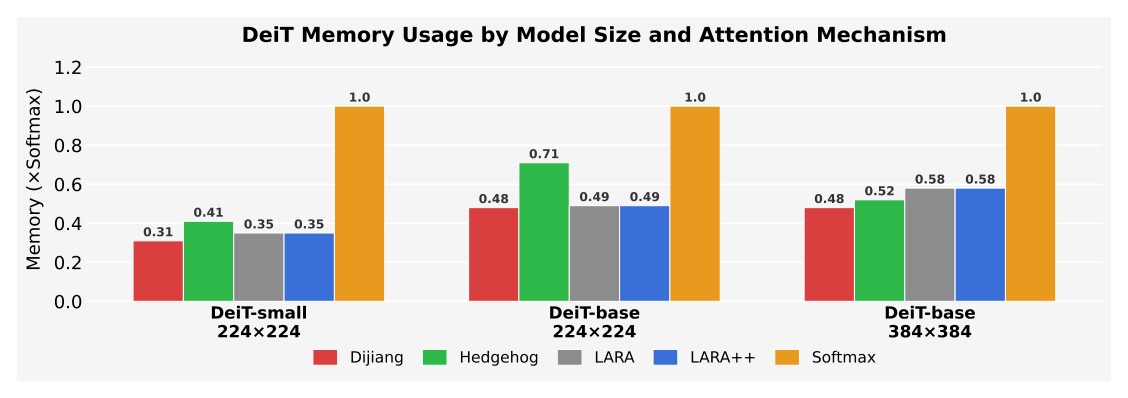 DeiT Memory Usage by Model Size and Attention Mechanism
Memory (×Softmax)
1.2
1.0
0.8
0.6
0.4
0.2
0.0
0.31 0.41 0.35 0.35 1.0
0.48 0.71 0.49 0.49 1.0
0.48 0.52 0.58 0.58 1.0
DeiT-small
224×224
DeiT-base
224×224
DeiT-base
384×384
Dijiang Hedgehog LARA LARA++ Softmax